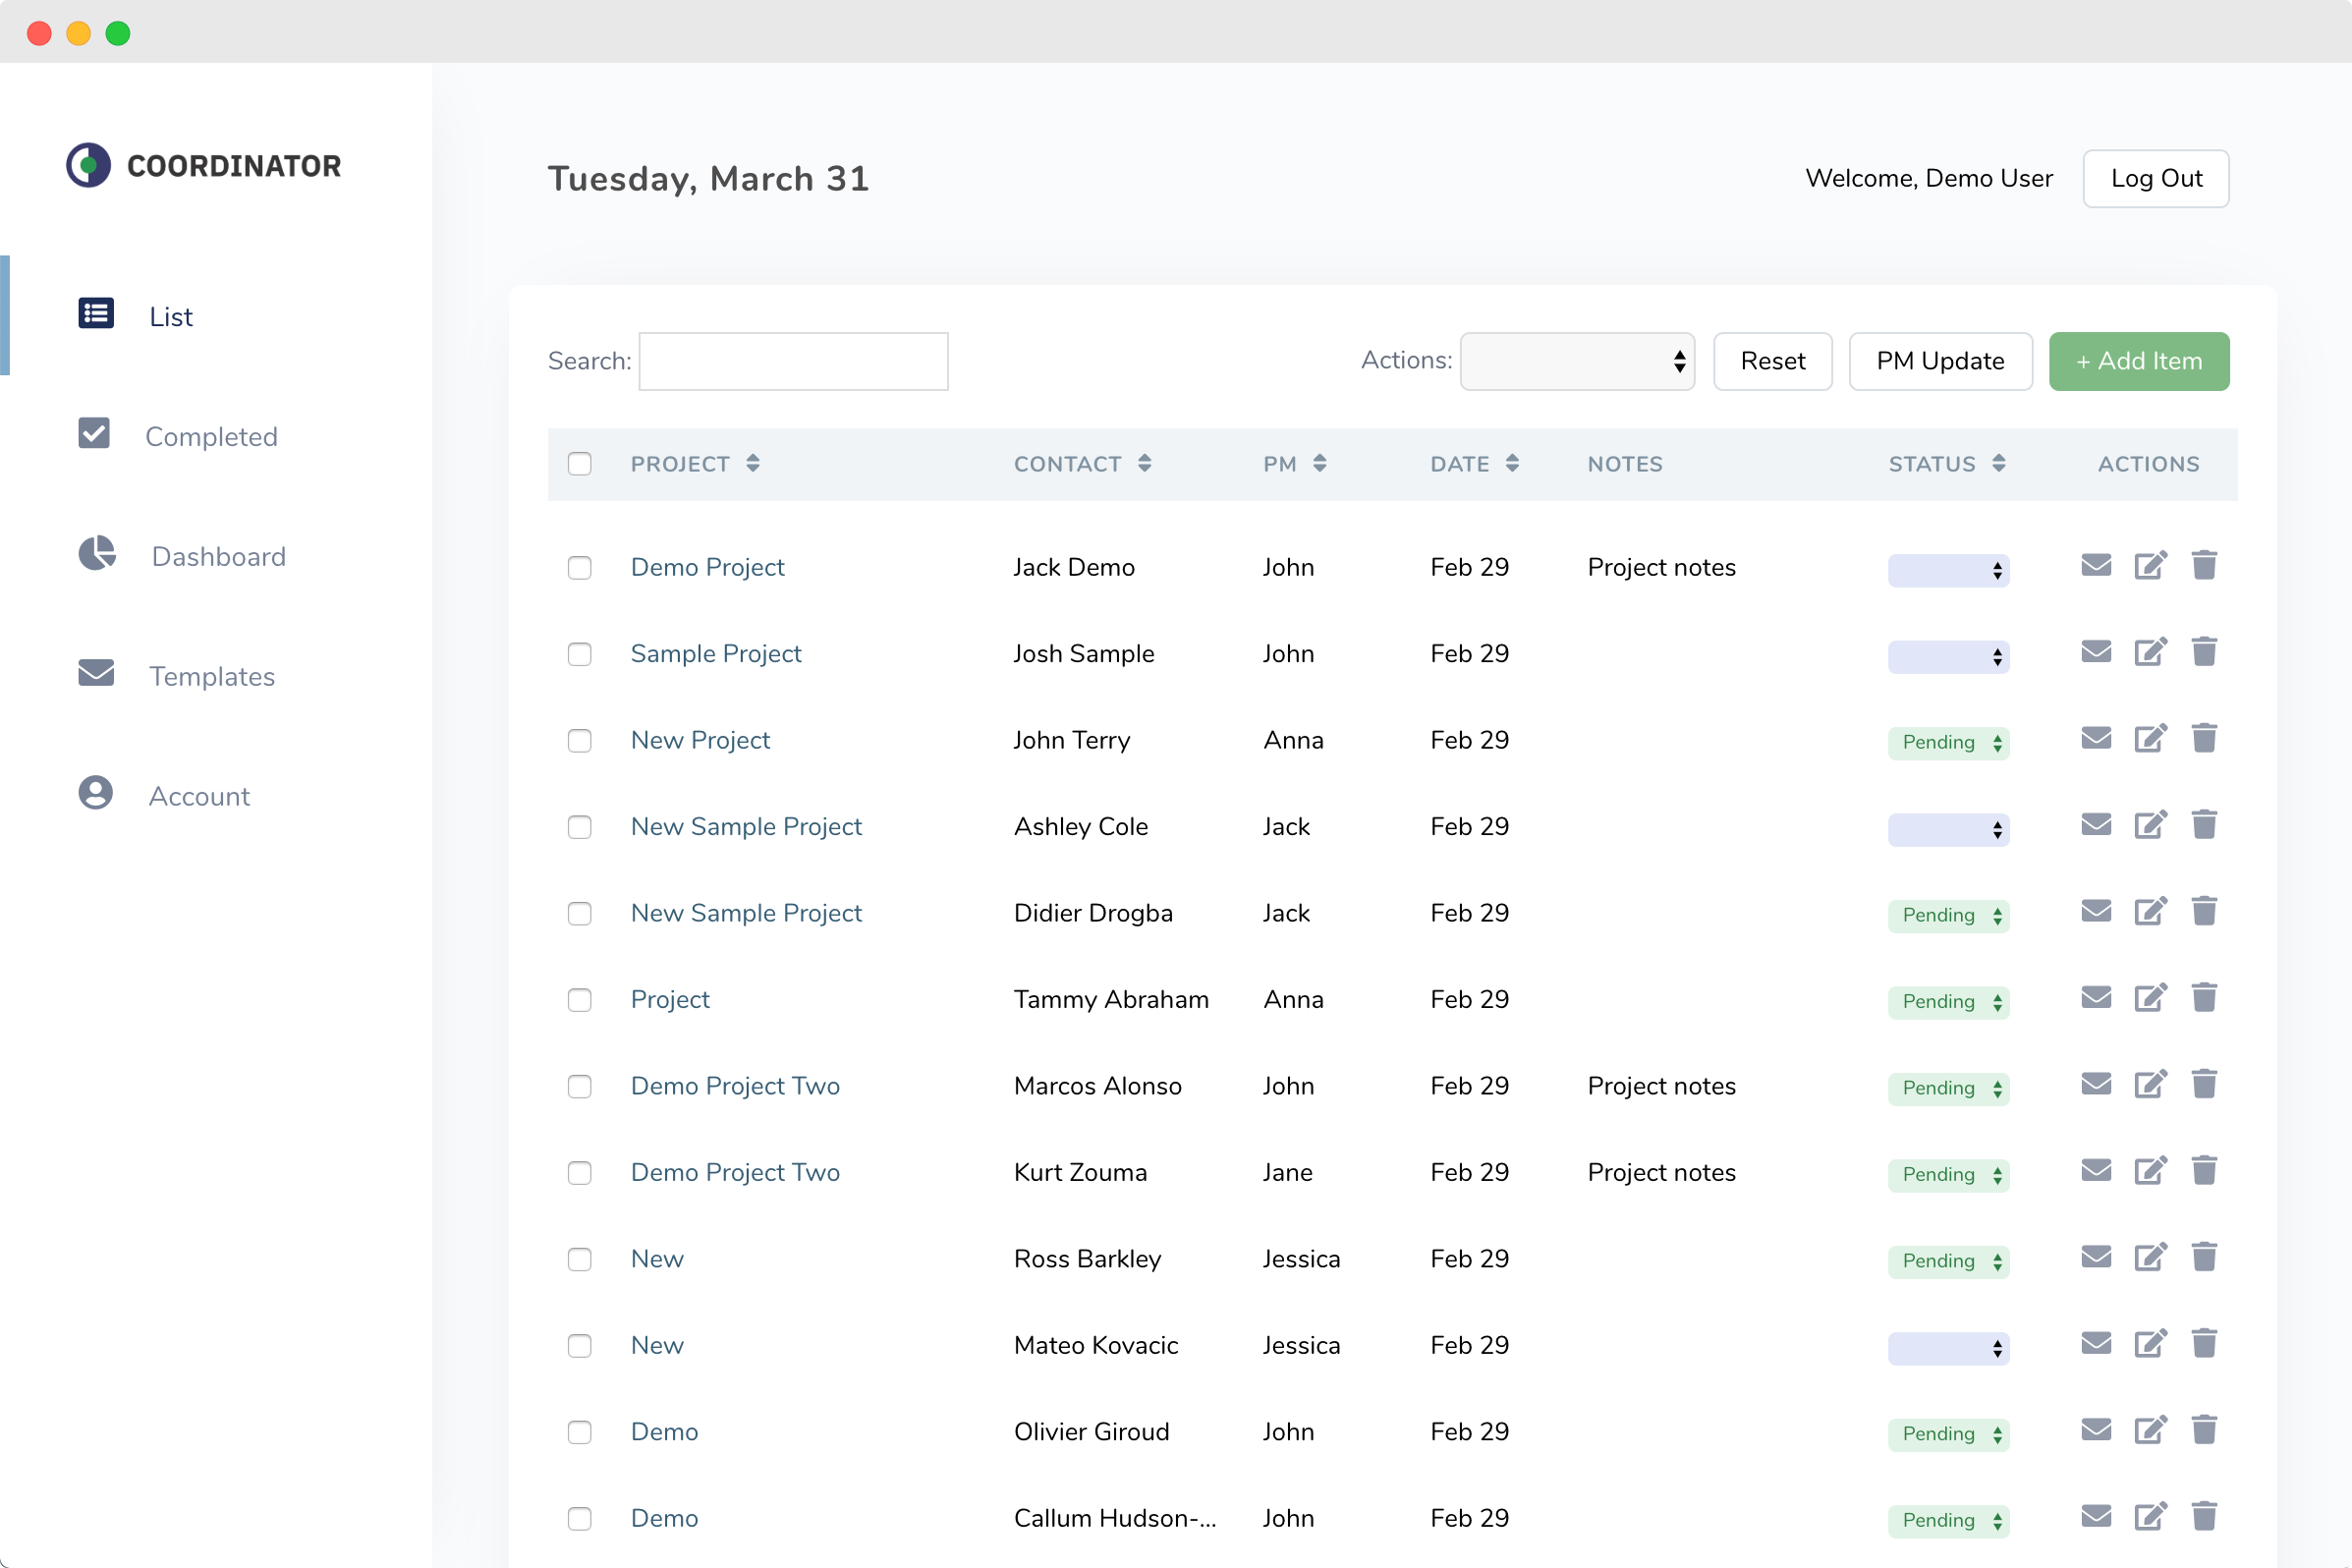 COORDINATOR
Tuesday, March 31
Welcome, Demo User Log Out
List
Completed
Dashboard
Templates
Account
Search: Actions: Reset PM Update + Add Item
PROJECT CONTACT PM DATE NOTES STATUS ACTIONS
Demo Project Jack Demo John Feb 29 Project notes
Sample Project Josh Sample John Feb 29
New Project John Terry Anna Feb 29 Pending
New Sample Project Ashley Cole Jack Feb 29
New Sample Project Didier Drogba Jack Feb 29 Pending
Project Tammy Abraham Anna Feb 29 Pending
Demo Project Two Marcos Alonso John Feb 29 Project notes Pending
Demo Project Two Kurt Zouma Jane Feb 29 Project notes Pending
New Ross Barkley Jessica Feb 29 Pending
New Mateo Kovacic Jessica Feb 29
Demo Olivier Giroud John Feb 29 Pending
Demo Callum Hudson-... John Feb 29 Pending